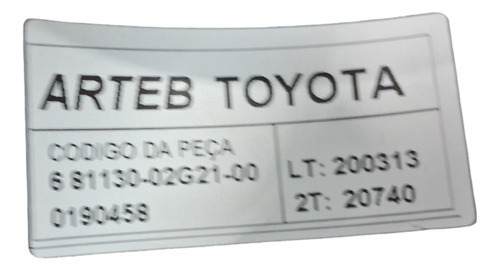 ARTEB TOYOTA
CODIGO DA PEÇA
6 81130-02G21-00
0190458
LT: 200313
2T: 20740